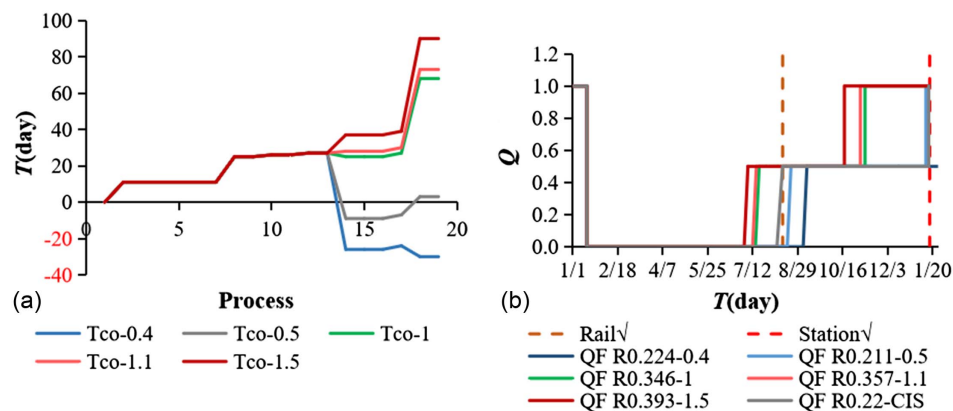 100
80
60
40
20
0
-20
-40
T(day)
0
5
10
15
20
(a)
Process
Tco-0.4
Tco-0.5
Tco-1
Tco-1.1
Tco-1.5
1.2
1.0
0.8
0.6
0.4
0.2
0.0
Q
1/1
2/18
4/7
5/25
7/12
8/29
10/16
12/3
1/20
(b)
T(day)
Rail√
Station√
QF R0.224-0.4
QF R0.211-0.5
QF R0.346-1
QF R0.357-1.1
QF R0.393-1.5
QF R0.22-CIS